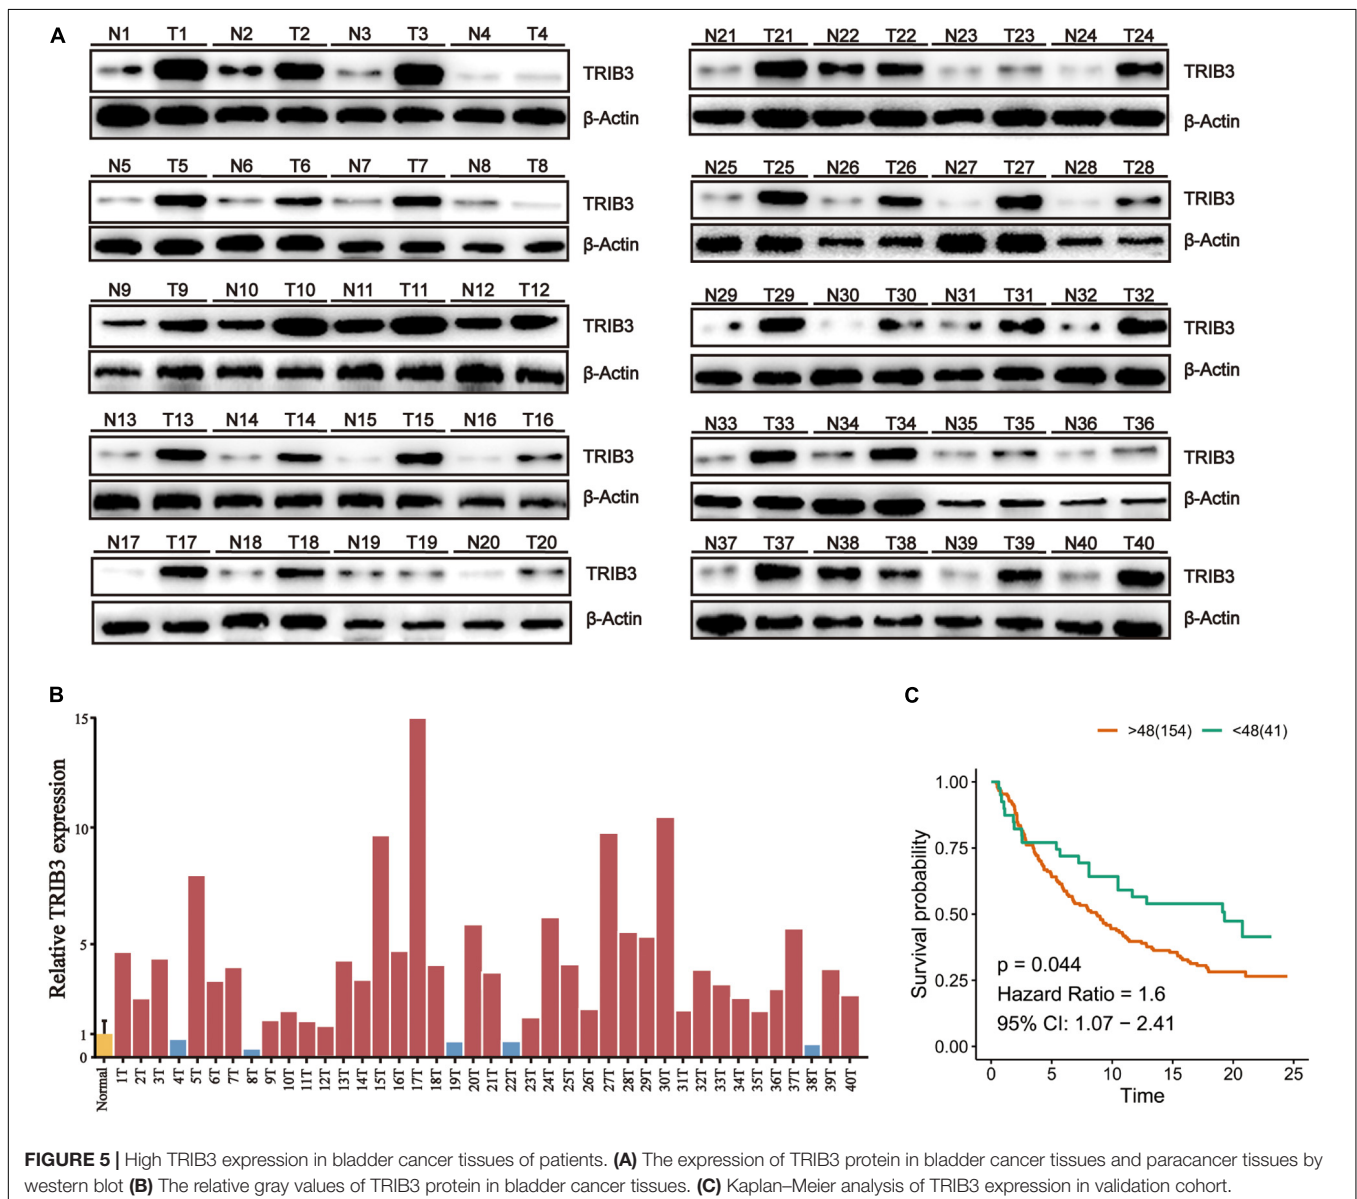 A
N1 T1 N2 T2 N3 T3 N4 T4
TRIB3
β-Actin
N5 T5 N6 T6 N7 T7 N8 T8
TRIB3
β-Actin
N9 T9 N10 T10 N11 T11 N12 T12
TRIB3
β-Actin
N13 T13 N14 T14 N15 T15 N16 T16
TRIB3
β-Actin
N17 T17 N18 T18 N19 T19 N20 T20
TRIB3
β-Actin
N21 T21 N22 T22 N23 T23 N24 T24
TRIB3
β-Actin
N25 T25 N26 T26 N27 T27 N28 T28
TRIB3
β-Actin
N29 T29 N30 T30 N31 T31 N32 T32
TRIB3
β-Actin
N33 T33 N34 T34 N35 T35 N36 T36
TRIB3
β-Actin
N37 T37 N38 T38 N39 T39 N40 T40
TRIB3
β-Actin
B
Relative TRIB3 expression
15
10
5
1
0
Normal 1T 2T 3T 4T 5T 6T 7T 8T 9T 10T 11T 12T 13T 14T 15T 16T 17T 18T 19T 20T 21T 22T 23T 24T 25T 26T 27T 28T 29T 30T 31T 32T 33T 34T 35T 36T 37T 38T 39T 40T
C
>48(154) <48(41)
Survival probability
1.00
0.75
0.50
0.25
0.00
p = 0.044
Hazard Ratio = 1.6
95% CI: 1.07 − 2.41
0 5 10 15 20 25
Time
FIGURE 5 | High TRIB3 expression in bladder cancer tissues of patients. (A) The expression of TRIB3 protein in bladder cancer tissues and paracancer tissues by
western blot (B) The relative gray values of TRIB3 protein in bladder cancer tissues. (C) Kaplan–Meier analysis of TRIB3 expression in validation cohort.